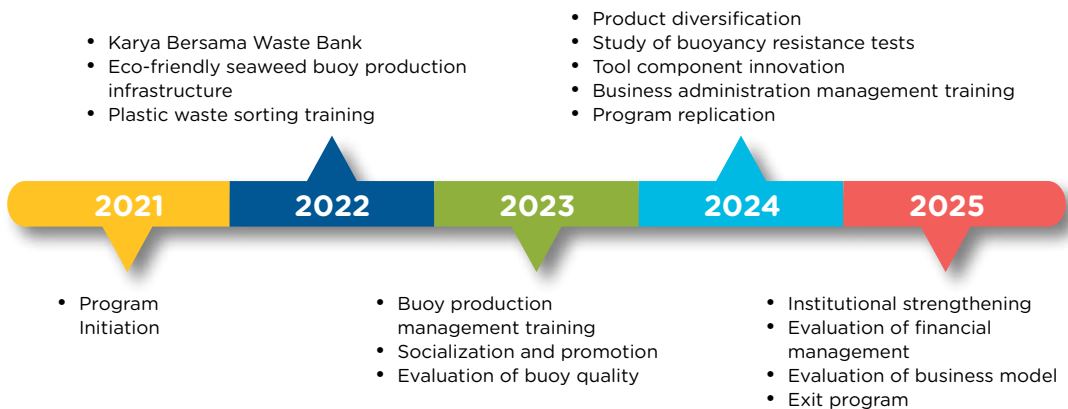 • Karya Bersama Waste Bank
• Eco-friendly seaweed buoy production
infrastructure
• Plastic waste sorting training
• Product diversification
• Study of buoyancy resistance tests
• Tool component innovation
• Business administration management training
• Program replication
2021
2022
2023
2024
2025
• Program
Initiation
• Buoy production
management training
• Socialization and promotion
• Evaluation of buoy quality
• Institutional strengthening
• Evaluation of financial
management
• Evaluation of business model
• Exit program